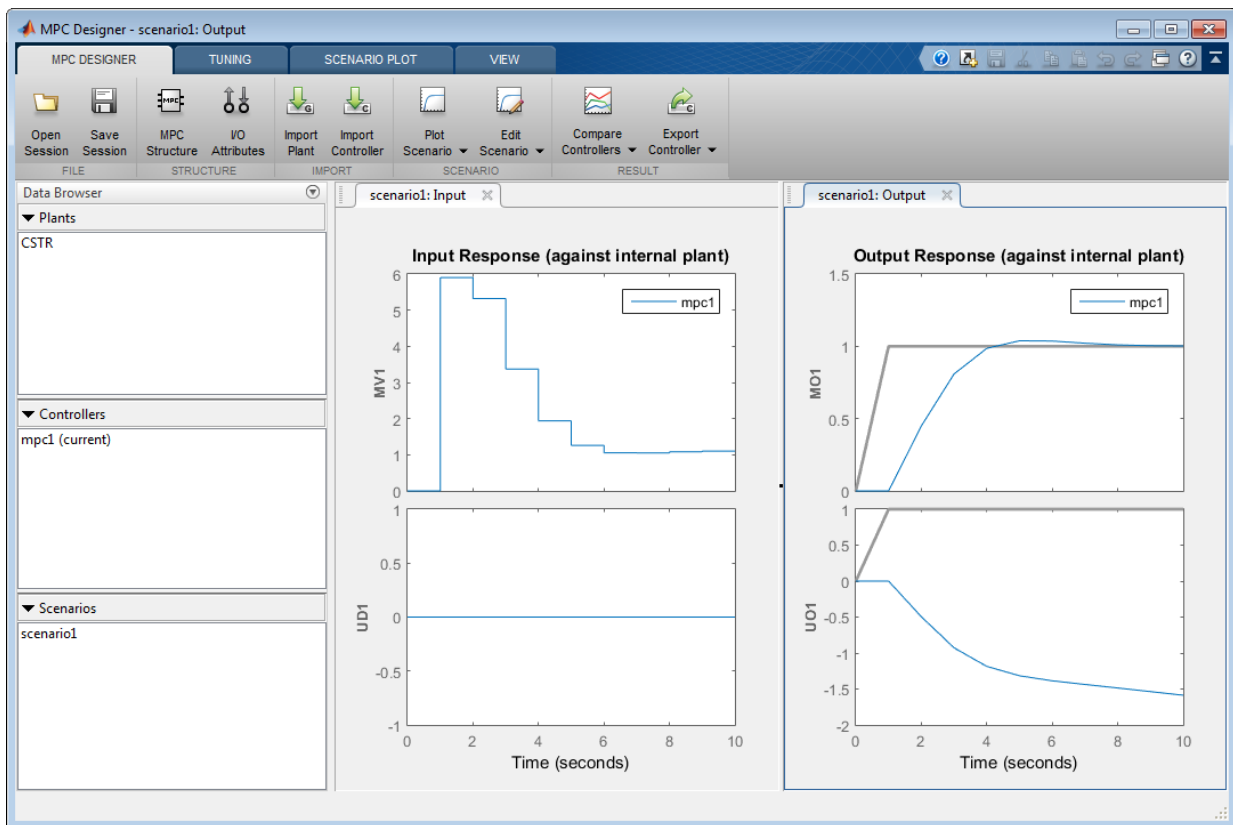 MPC Designer - scenario1: Output
MPC DESIGNER TUNING SCENARIO PLOT VIEW
MPC
G
C
C
Open Session
Save Session
MPC Structure
I/O Attributes
Import Plant
Import Controller
Plot Scenario
Edit Scenario
Compare Controllers
Export Controller
FILE STRUCTURE IMPORT SCENARIO RESULT
Data Browser
Plants
CSTR
Controllers
mpc1 (current)
Scenarios
scenario1
scenario1: Input
Input Response (against internal plant)
mpc1
MV1
6
5
4
3
2
1
0
UD1
1
0.5
0
-0.5
-1
0 2 4 6 8 10
Time (seconds)
scenario1: Output
Output Response (against internal plant)
mpc1
MO1
1.5
1
0.5
0
UO1
1
0.5
0
-0.5
-1
-1.5
-2
0 2 4 6 8 10
Time (seconds)